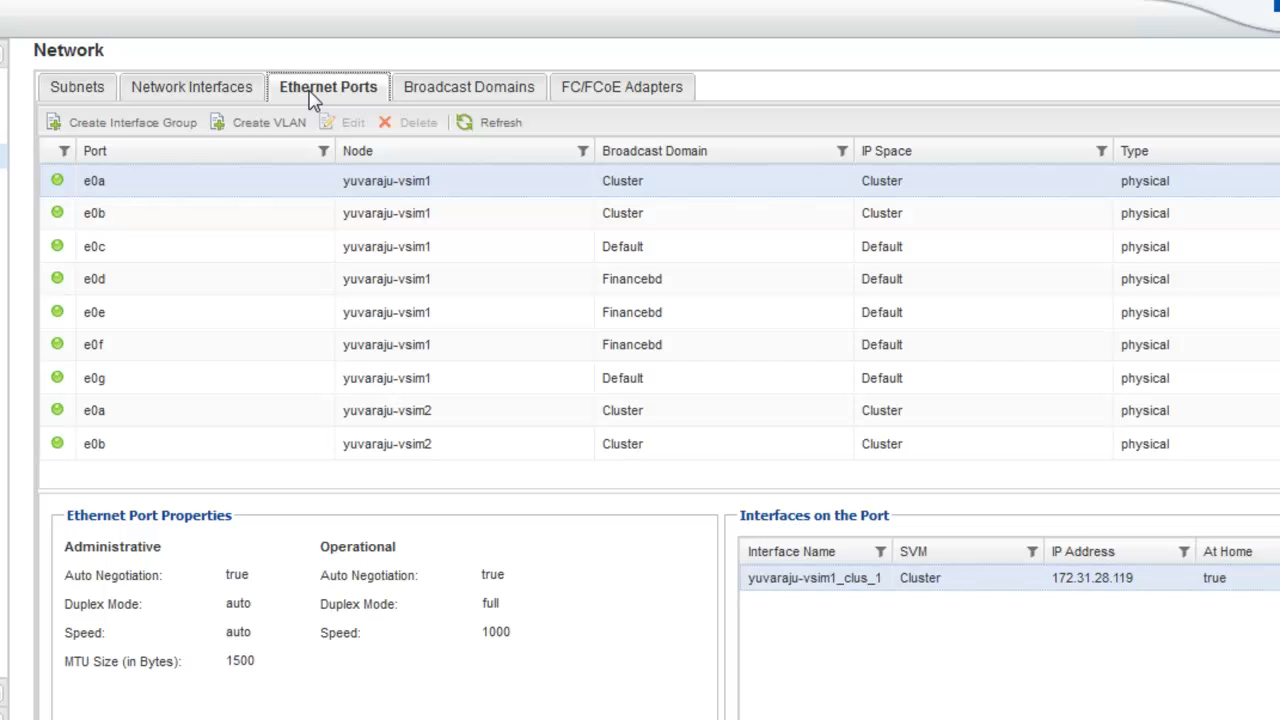 Network
Subnets Network Interfaces Ethernet Ports Broadcast Domains FC/FCoE Adapters
Create Interface Group Create VLAN Edit Delete Refresh
Port Node Broadcast Domain IP Space Type
e0a yuvaraju-vsim1 Cluster Cluster physical
e0b yuvaraju-vsim1 Cluster Cluster physical
e0c yuvaraju-vsim1 Default Default physical
e0d yuvaraju-vsim1 Financebd Default physical
e0e yuvaraju-vsim1 Financebd Default physical
e0f yuvaraju-vsim1 Financebd Default physical
e0g yuvaraju-vsim1 Default Default physical
e0a yuvaraju-vsim2 Cluster Cluster physical
e0b yuvaraju-vsim2 Cluster Cluster physical
Ethernet Port Properties
Administrative Operational
Auto Negotiation: true Auto Negotiation: true
Duplex Mode: auto Duplex Mode: full
Speed: auto Speed: 1000
MTU Size (in Bytes): 1500
Interfaces on the Port
Interface Name SVM IP Address At Home
yuvaraju-vsim1_clus_1 Cluster 172.31.28.119 true